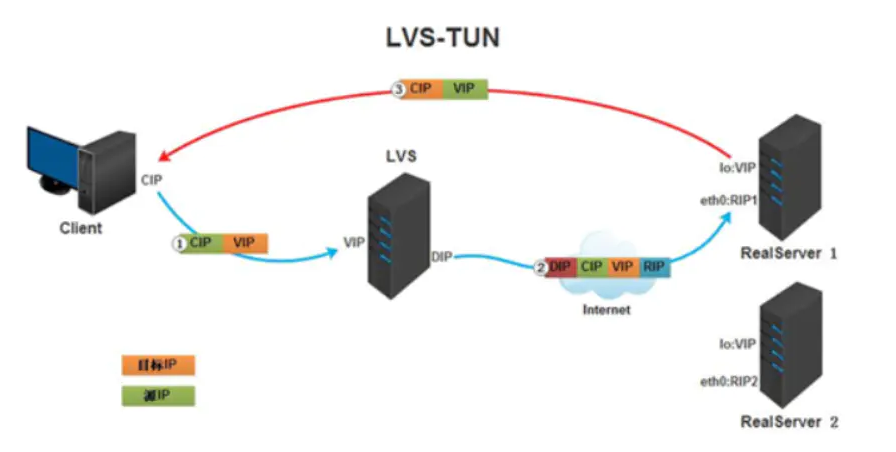 LVS-TUN
③ CIP VIP
LVS
lo:VIP
CIP
eth0:RIP1
Client
① CIP VIP
VIP
DIP
② DIP CIP VIP RIP
RealServer 1
Internet
lo:VIP
目标IP
eth0:RIP2
源IP
RealServer 2